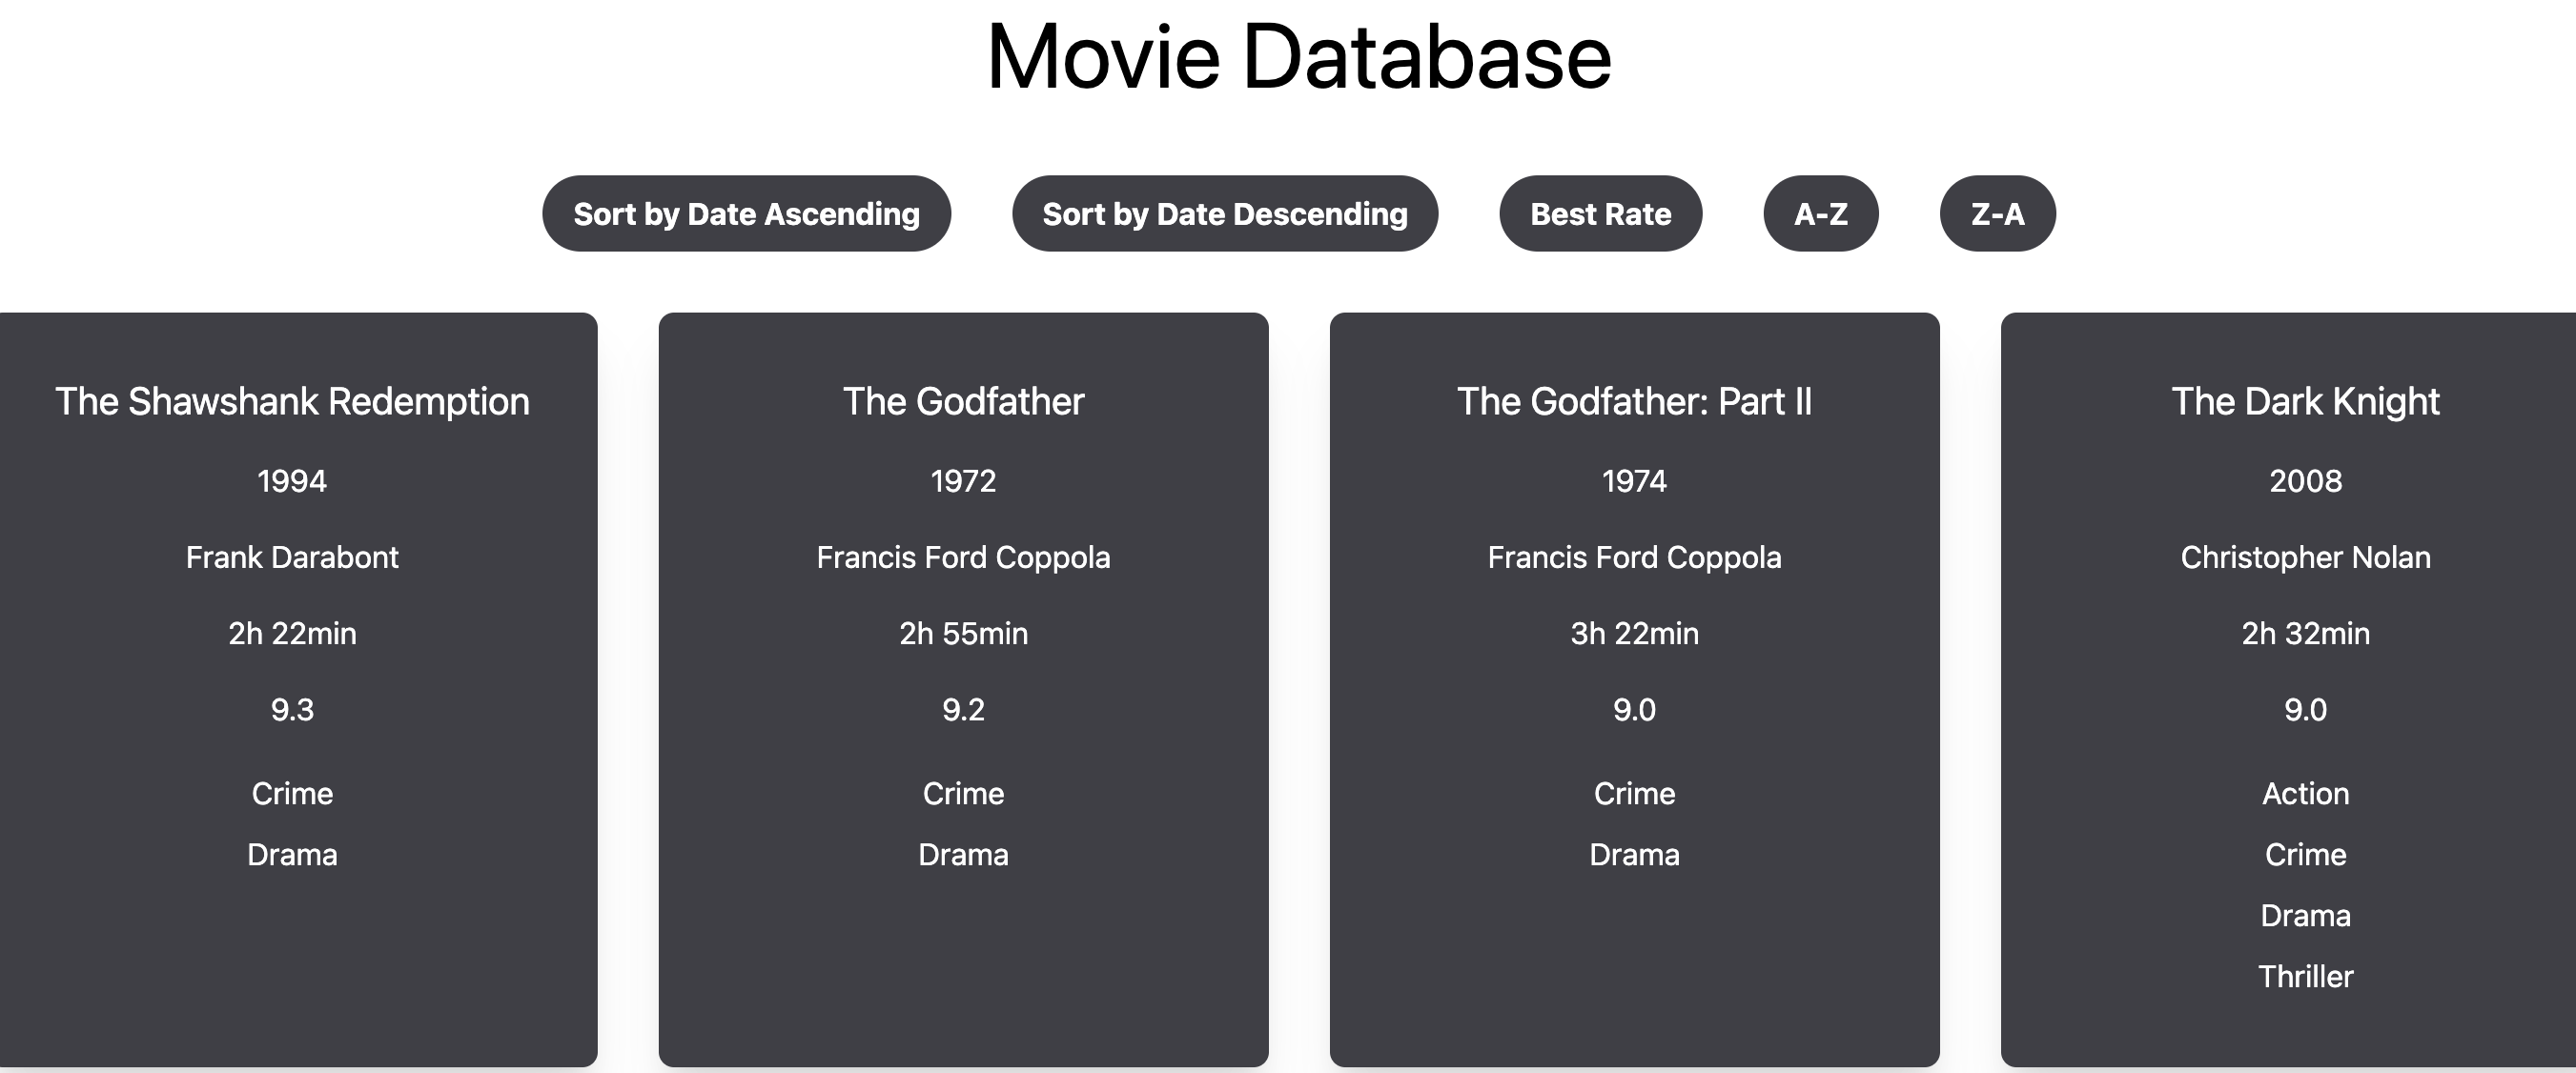 Movie Database
Sort by Date Ascending
Sort by Date Descending
Best Rate
A-Z
Z-A
The Shawshank Redemption
1994
Frank Darabont
2h 22min
9.3
Crime
Drama
The Godfather
1972
Francis Ford Coppola
2h 55min
9.2
Crime
Drama
The Godfather: Part II
1974
Francis Ford Coppola
3h 22min
9.0
Crime
Drama
The Dark Knight
2008
Christopher Nolan
2h 32min
9.0
Action
Crime
Drama
Thriller